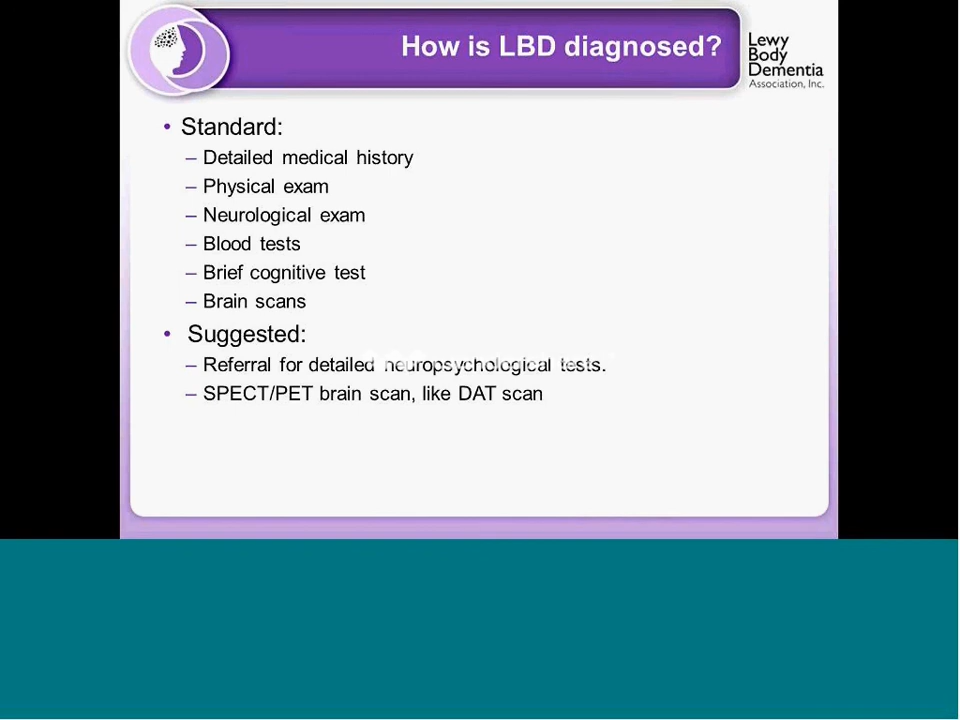 How is LBD diagnosed?
Lewy
Body
Dementia
Association, Inc.
• Standard:
– Detailed medical history
– Physical exam
– Neurological exam
– Blood tests
– Brief cognitive test
– Brain scans
• Suggested:
– Referral for detailed neuropsychological tests.
– SPECT/PET brain scan, like DAT scan